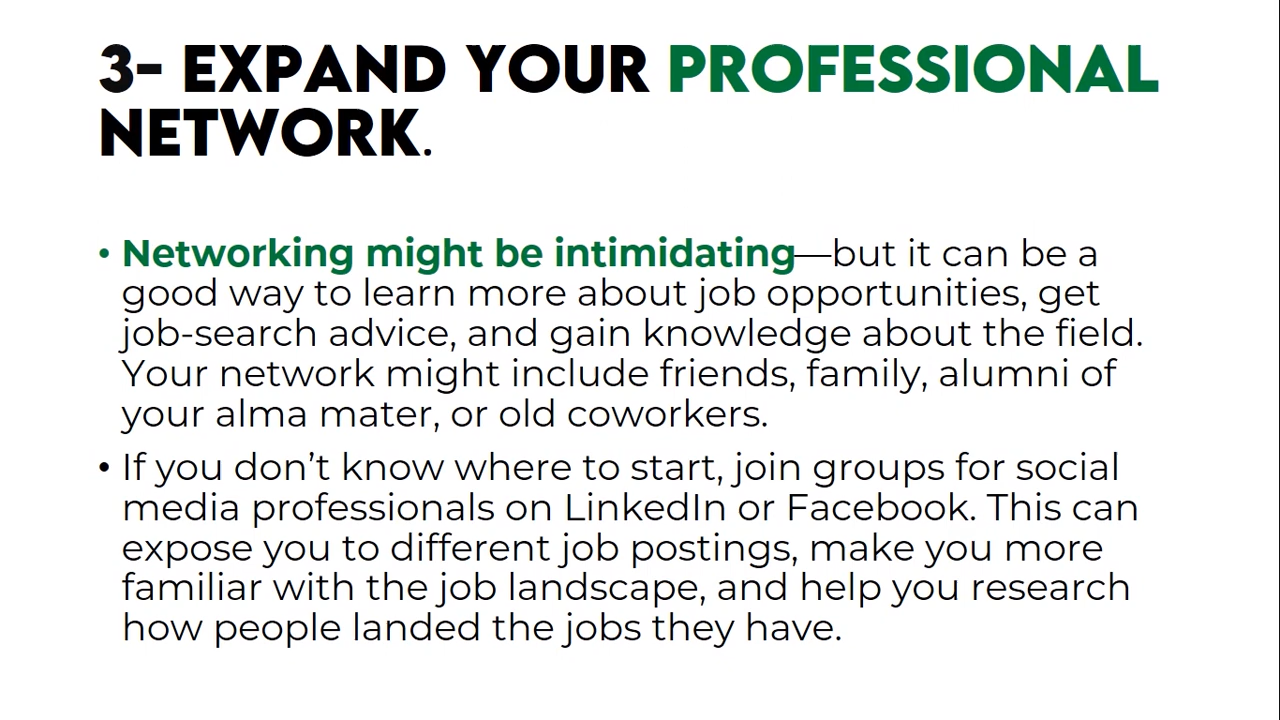 3- EXPAND YOUR PROFESSIONAL
NETWORK.
• Networking might be intimidating—but it can be a
good way to learn more about job opportunities, get
job-search advice, and gain knowledge about the field.
Your network might include friends, family, alumni of
your alma mater, or old coworkers.
• If you don’t know where to start, join groups for social
media professionals on LinkedIn or Facebook. This can
expose you to different job postings, make you more
familiar with the job landscape, and help you research
how people landed the jobs they have.